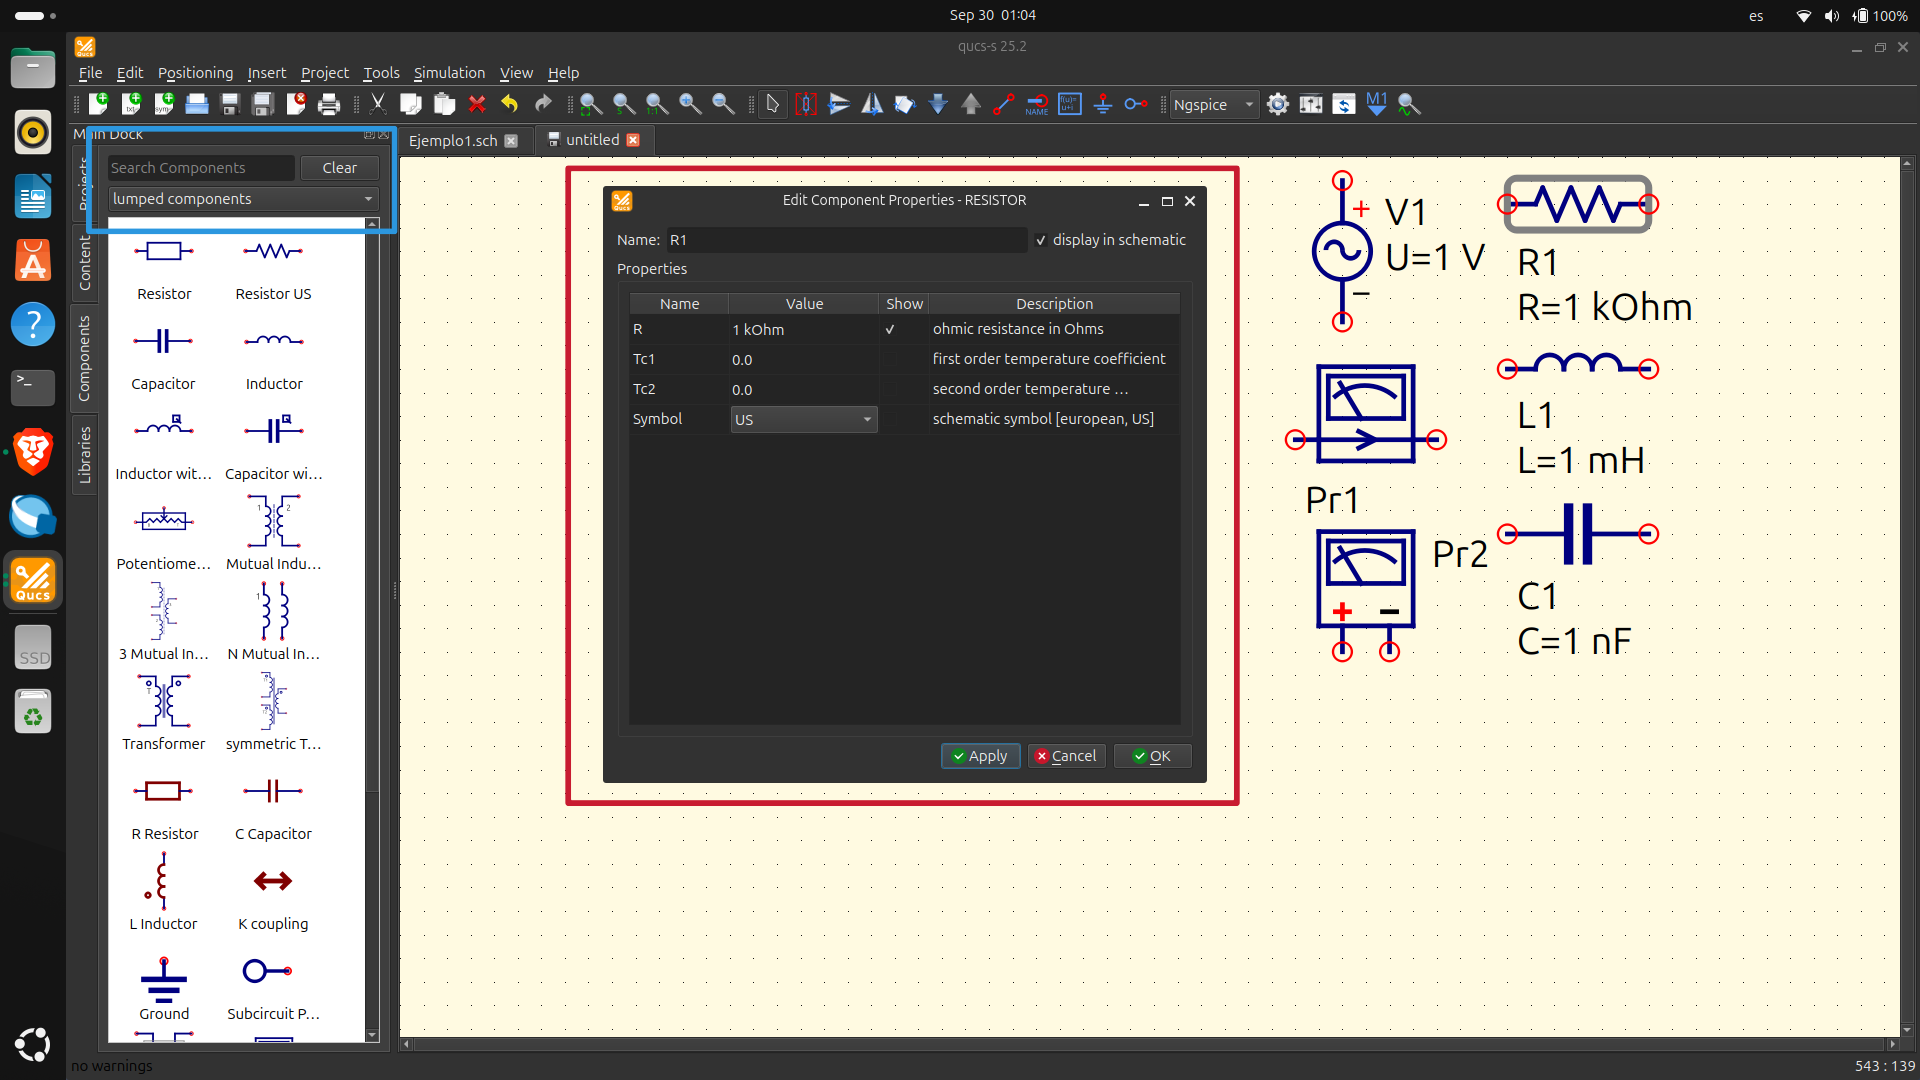 Sep 30 01:04
es
100%
qucs-s 25.2
File Edit Positioning Insert Project Tools Simulation View Help
NAME
Ngspice
M1
Main Dock
Ejemplo1.sch
untitled
Search Components
Clear
lumped components
Projects
Content
Components
Libraries
Resistor
Resistor US
Capacitor
Inductor
Inductor wit...
Capacitor wi...
Potentiome...
Mutual Indu...
3 Mutual In...
N Mutual In...
Transformer
symmetric T...
R Resistor
C Capacitor
L Inductor
K coupling
Ground
Subcircuit P...
Edit Component Properties - RESISTOR
Name: R1
display in schematic
Properties
Name Value Show Description
R 1 kOhm ohmic resistance in Ohms
Tc1 0.0 first order temperature coefficient
Tc2 0.0 second order temperature ...
Symbol US schematic symbol [european, US]
Apply Cancel OK
V1
U=1 V
R1
R=1 kOhm
L1
L=1 mH
Pr1
Pr2
C1
C=1 nF
Qucs
SSD
no warnings
543 : 139